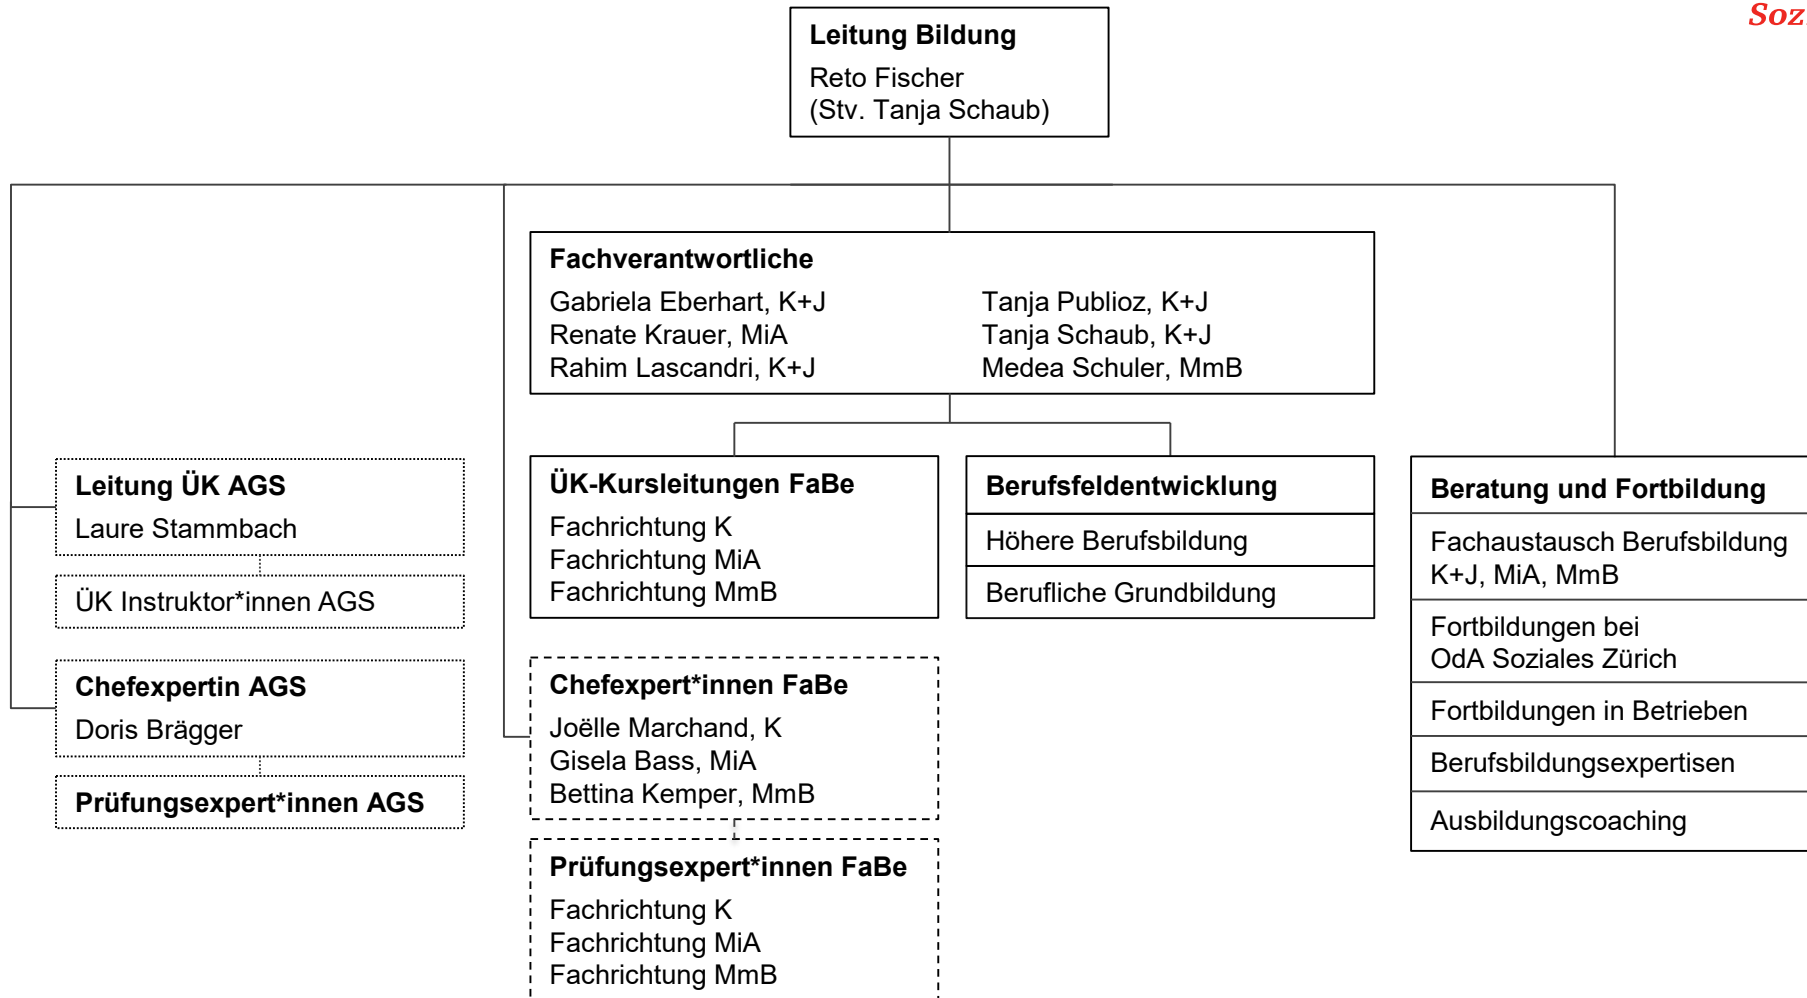 Soz
Leitung Bildung
Reto Fischer
(Stv. Tanja Schaub)
Fachverantwortliche
Gabriela Eberhart, K+J
Renate Krauer, MiA
Rahim Lascandri, K+J
Tanja Publioz, K+J
Tanja Schaub, K+J
Medea Schuler, MmB
Leitung ÜK AGS
Laure Stammbach
ÜK Instruktor*innen AGS
Chefexpertin AGS
Doris Brägger
Prüfungsexpert*innen AGS
ÜK-Kursleitungen FaBe
Fachrichtung K
Fachrichtung MiA
Fachrichtung MmB
Chefexpert*innen FaBe
Joëlle Marchand, K
Gisela Bass, MiA
Bettina Kemper, MmB
Prüfungsexpert*innen FaBe
Fachrichtung K
Fachrichtung MiA
Fachrichtung MmB
Berufsfeldentwicklung
Höhere Berufsbildung
Berufliche Grundbildung
Beratung und Fortbildung
Fachaustausch Berufsbildung
K+J, MiA, MmB
Fortbildungen bei
OdA Soziales Zürich
Fortbildungen in Betrieben
Berufsbildungsexpertisen
Ausbildungscoaching